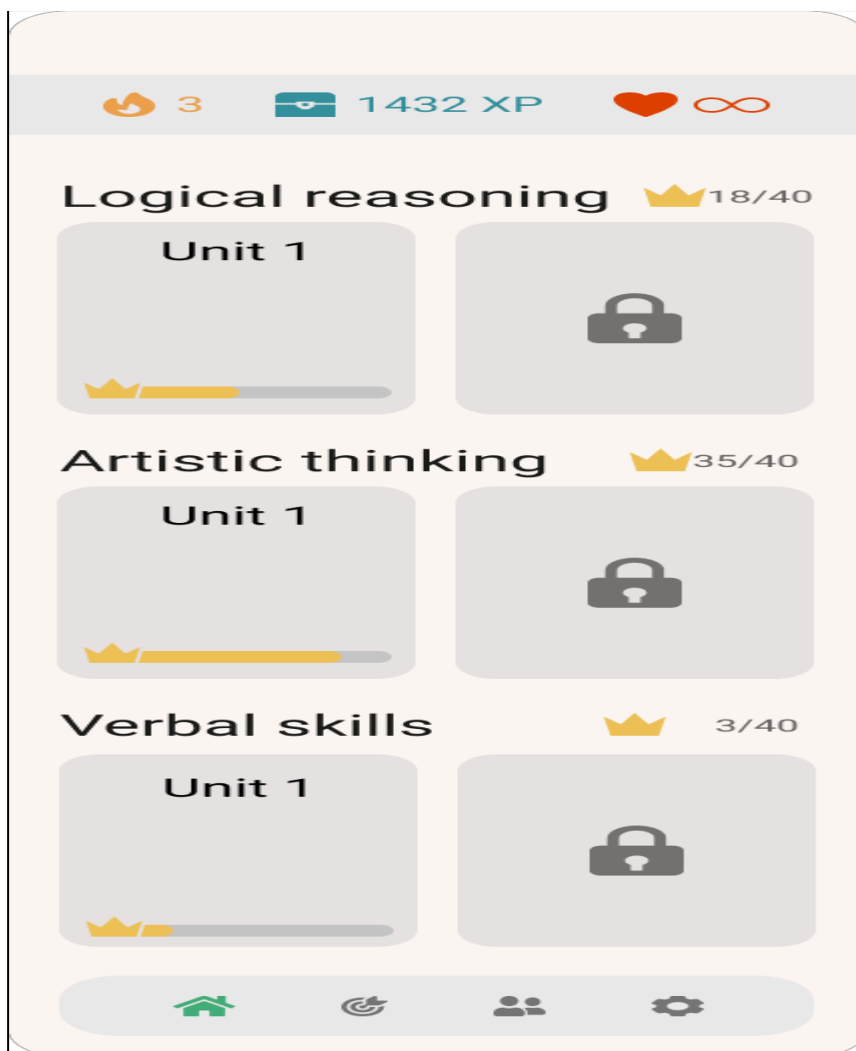 3 1432 XP ∞
Logical reasoning 18/40
Unit 1
Artistic thinking 35/40
Unit 1
Verbal skills 3/40
Unit 1